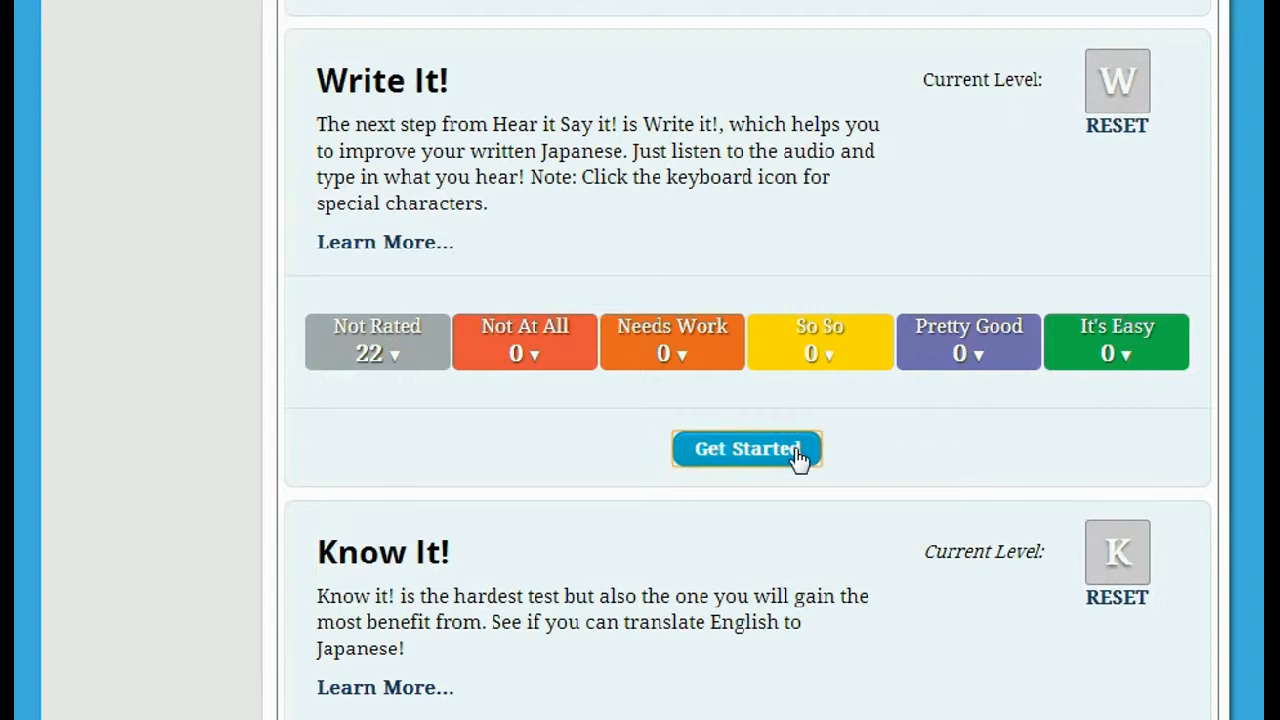 Write It!
Current Level:
W
RESET
The next step from Hear it Say it! is Write it!, which helps you
to improve your written Japanese. Just listen to the audio and
type in what you hear! Note: Click the keyboard icon for
special characters.
Learn More...
Not Rated
22 ▼
Not At All
0 ▼
Needs Work
0 ▼
So So
0 ▼
Pretty Good
0 ▼
It's Easy
0 ▼
Get Started
Know It!
Current Level:
K
RESET
Know it! is the hardest test but also the one you will gain the
most benefit from. See if you can translate English to
Japanese!
Learn More...